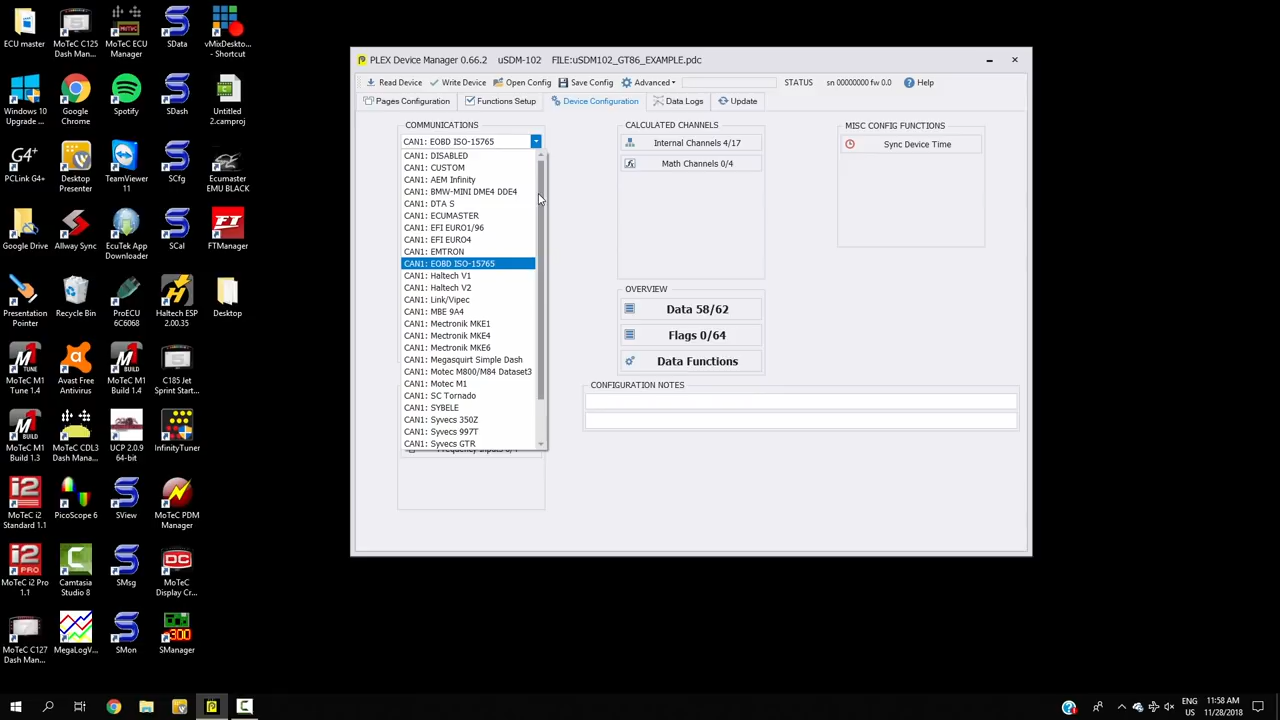 ECU master
MoTeC C125 Dash Man...
MoTeC ECU Manager
SData
vMixDeskto... - Shortcut
Windows 10 Upgrade ...
Google Chrome
Spotify
SDash
Untitled 2.camproj
PCLink G4+
Desktop Presenter
TeamViewer 11
SCfg
Ecumaster EMU BLACK
Google Drive
Allway Sync
EcuTek App Downloader
SCal
FTManager
Presentation Pointer
Recycle Bin
ProECU 6C6068
Haltech ESP 2.00.35
Desktop
MoTeC M1 Tune 1.4
Avast Free Antivirus
MoTeC M1 Build 1.4
C185 Jet Sprint Start...
MoTeC M1 Build 1.3
MoTeC CDL3 Dash Mana...
UCP 2.0.9 64-bit
InfinityTuner
MoTeC i2 Standard 1.1
PicoScope 6
SView
MoTeC PDM Manager
MoTeC i2 Pro 1.1
Camtasia Studio 8
SMsg
MoTeC Display Cr...
MoTeC C127 Dash Man...
MegaLogV...
SMon
SManager
PLEX Device Manager 0.66.2 uSDM-102 FILE:uSDM102_GT86_EXAMPLE.pdc
Read Device Write Device Open Config Save Config Advanced STATUS sn 00000000 fw 0.0 Help
Pages Configuration Functions Setup Device Configuration Data Logs Update
COMMUNICATIONS
CAN1: EOBD ISO-15765
CAN1: DISABLED
CAN1: CUSTOM
CAN1: AEM Infinity
CAN1: BMW-MINI DME4 DDE4
CAN1: DTA S
CAN1: ECUMASTER
CAN1: EFI EURO1/96
CAN1: EFI EURO4
CAN1: EMTRON
CAN1: EOBD ISO-15765
CAN1: Haltech V1
CAN1: Haltech V2
CAN1: Link/Vipec
CAN1: MBE 9A4
CAN1: Mectronik MKE1
CAN1: Mectronik MKE4
CAN1: Mectronik MKE6
CAN1: Megasquirt Simple Dash
CAN1: Motec M800/M84 Dataset3
CAN1: Motec M1
CAN1: SC Tornado
CAN1: SYBELE
CAN1: Syvecs 350Z
CAN1: Syvecs 997T
CAN1: Syvecs GTR
CALCULATED CHANNELS
Internal Channels 4/17
Math Channels 0/4
OVERVIEW
Data 58/62
Flags 0/64
Data Functions
CONFIGURATION NOTES
MISC CONFIG FUNCTIONS
Sync Device Time
ENG
US
11:58 AM
11/28/2018